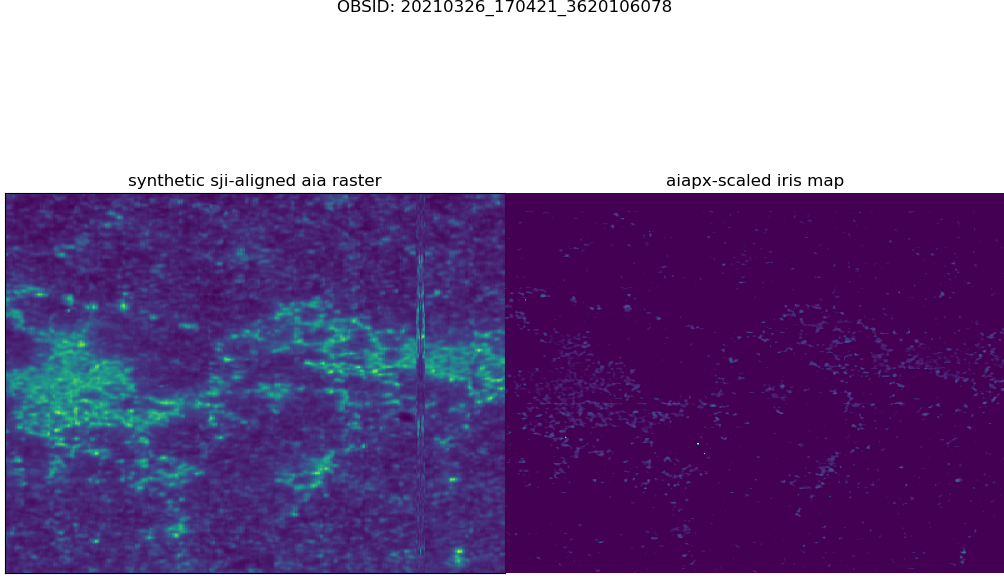 OBSID: 20210326_170421_3620106078
synthetic sji-aligned aia raster
aiapx-scaled iris map